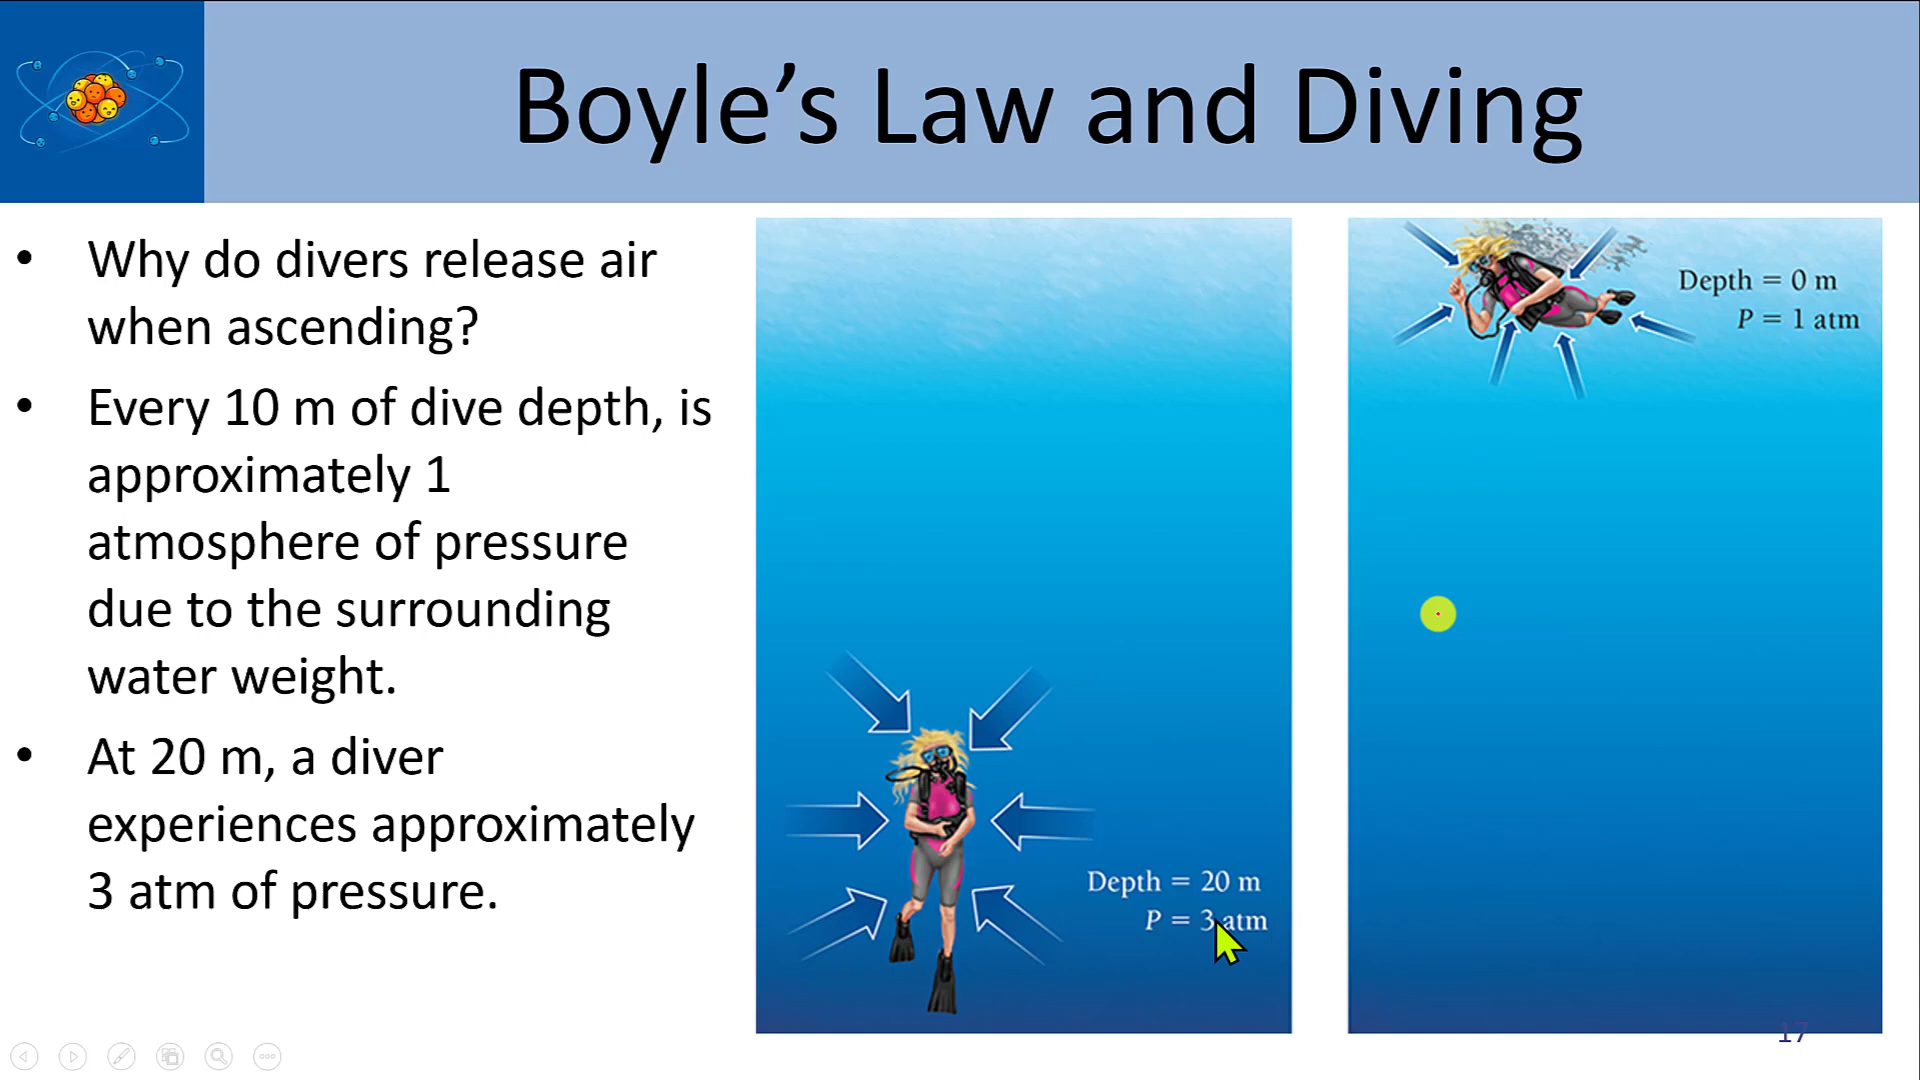 Boyle’s Law and Diving
• Why do divers release air
when ascending?
• Every 10 m of dive depth, is
approximately 1
atmosphere of pressure
due to the surrounding
water weight.
• At 20 m, a diver
experiences approximately
3 atm of pressure.
Depth = 20 m
P = 3 atm
Depth = 0 m
P = 1 atm
17